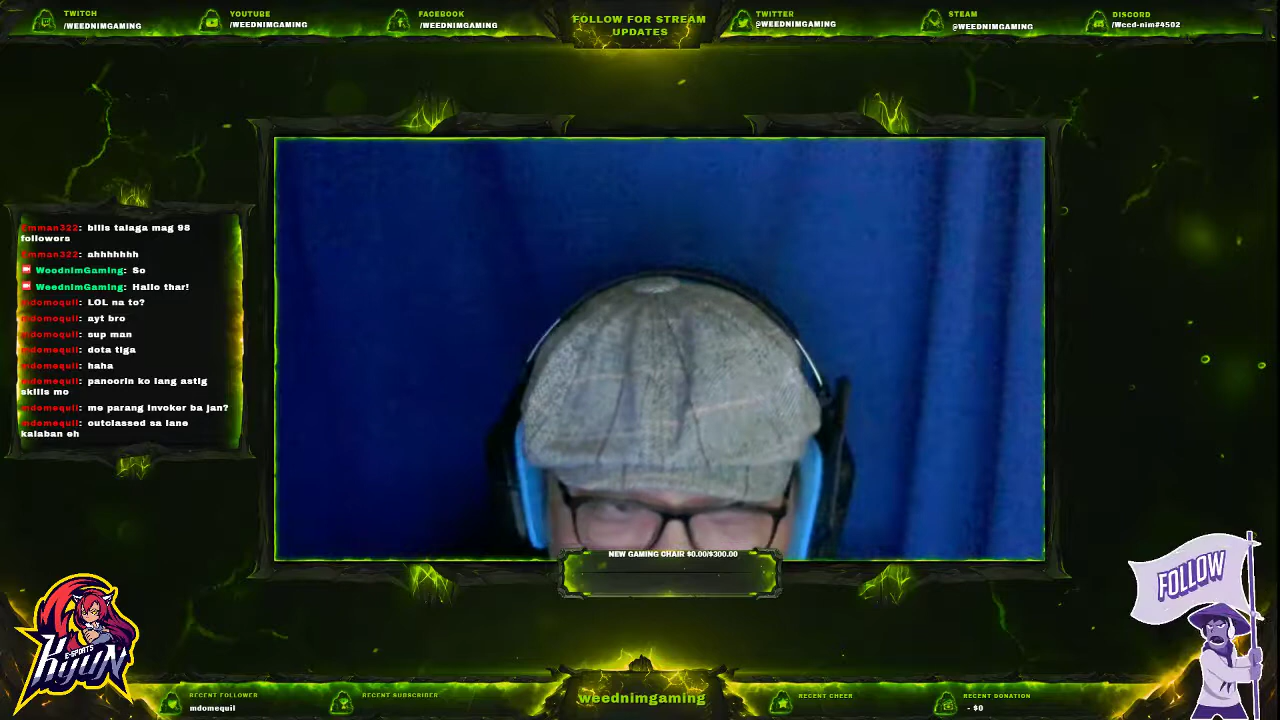 TWITCH
/WEEDNIMGAMING
YOUTUBE
/WEEDNIMGAMING
FACEBOOK
/WEEDNIMGAMING
FOLLOW FOR STREAM
UPDATES
TWITTER
@WEEDNIMGAMING
STEAM
@WEEDNIMGAMING
DISCORD
/Weed-nim#4502
Emman322: bilis talaga mag 98
followers
Emman322: ahhhhhhh
WeednimGaming: So
WeednimGaming: Hallo thar!
mdomequil: LOL na to?
mdomequil: ayt bro
mdomequil: sup man
mdomequil: dota tiga
mdomequil: haha
mdomequil: panoorin ko lang astig
skills mo
mdomequil: me parang invoker ba jan?
mdomequil: outclassed sa lane
kalaban eh
NEW GAMING CHAIR $0.00/$300.00
FOLLOW
E-SPORTS
Kyun
RECENT FOLLOWER
mdomequil
RECENT SUBSCRIBER
weednimgaming
RECENT CHEER
RECENT DONATION
- $0